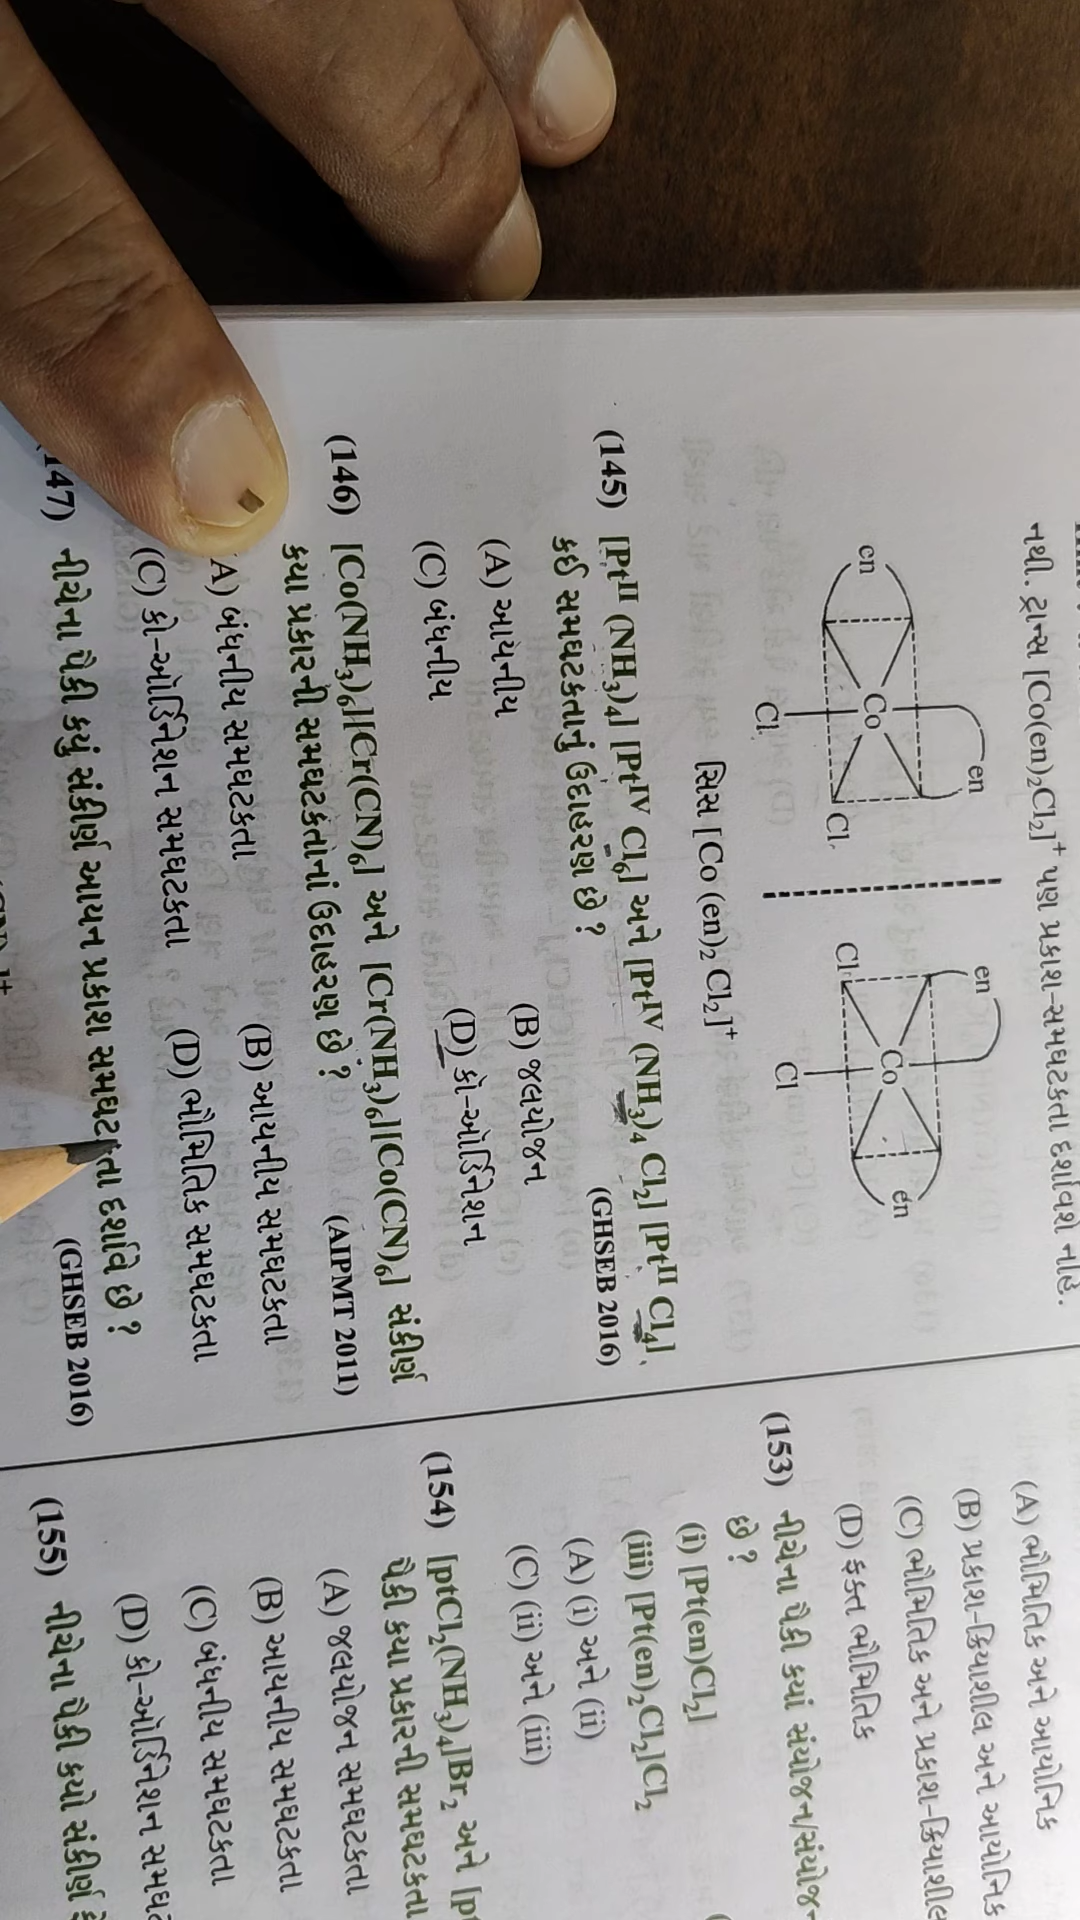 નથી. ટ્રાન્સ [Co(en)₂Cl₂]⁺ પણ પ્રકાશ-સમઘટકતા દર્શાવશે નહિ.
en
en
Co
Cl
Cl
en
Co
Cl
Cl
en
સિસ [Co (en)₂ Cl₂]⁺
(145) [Ptᴵᴵ (NH₃)₄] [Ptᴵⱽ Cl₆] અને [Ptᴵⱽ (NH₃)₄ Cl₂] [Ptᴵᴵ Cl₄].
કઈ સમઘટકતાનું ઉદાહરણ છે ? (GHSEB 2016)
(A) આયનીય (B) જલયોજન
(C) બંધનીય (D) કો-ઓર્ડિનેશન
(146) [Co(NH₃)₆][Cr(CN)₆] અને [Cr(NH₃)₆][Co(CN)₆] સંકીર્ણ
કયા પ્રકારની સમઘટકતાનાં ઉદાહરણ છે ? (AIPMT 2011)
A) બંધનીય સમઘટકતા (B) આયનીય સમઘટકતા
(C) કો-ઓર્ડિનેશન સમઘટકતા (D) ભૌમિતિક સમઘટકતા
147) નીચેના પૈકી કયું સંકીર્ણ આયન પ્રકાશ સમઘટકતા દર્શાવે છે ?
(GHSEB 2016)
(A) ભૌમિતિક અને આયોનિક
(B) પ્રકાશ-ક્રિયાશીલ અને આયોનિક
(C) ભૌમિતિક અને પ્રકાશ-ક્રિયાશીલ
(D) ફક્ત ભૌમિતિક
(153) નીચેના પૈકી કયાં સંયોજન/સંયોજ
છે ?
(i) [Pt(en)Cl₂]
(iii) [Pt(en)₂Cl₂]Cl₂
(A) (i) અને (ii)
(C) (ii) અને (iii)
(154) [ptCl₂(NH₃)₄]Br₂ અને [p
પૈકી કયા પ્રકારની સમઘટકતા
(A) જલયોજન સમઘટકતા
(B) આયનીય સમઘટકતા
(C) બંધનીય સમઘટકતા
(D) કો-ઓર્ડિનેશન સમઘટ
(155) નીચેના પૈકી કયો સંકીર્ણ